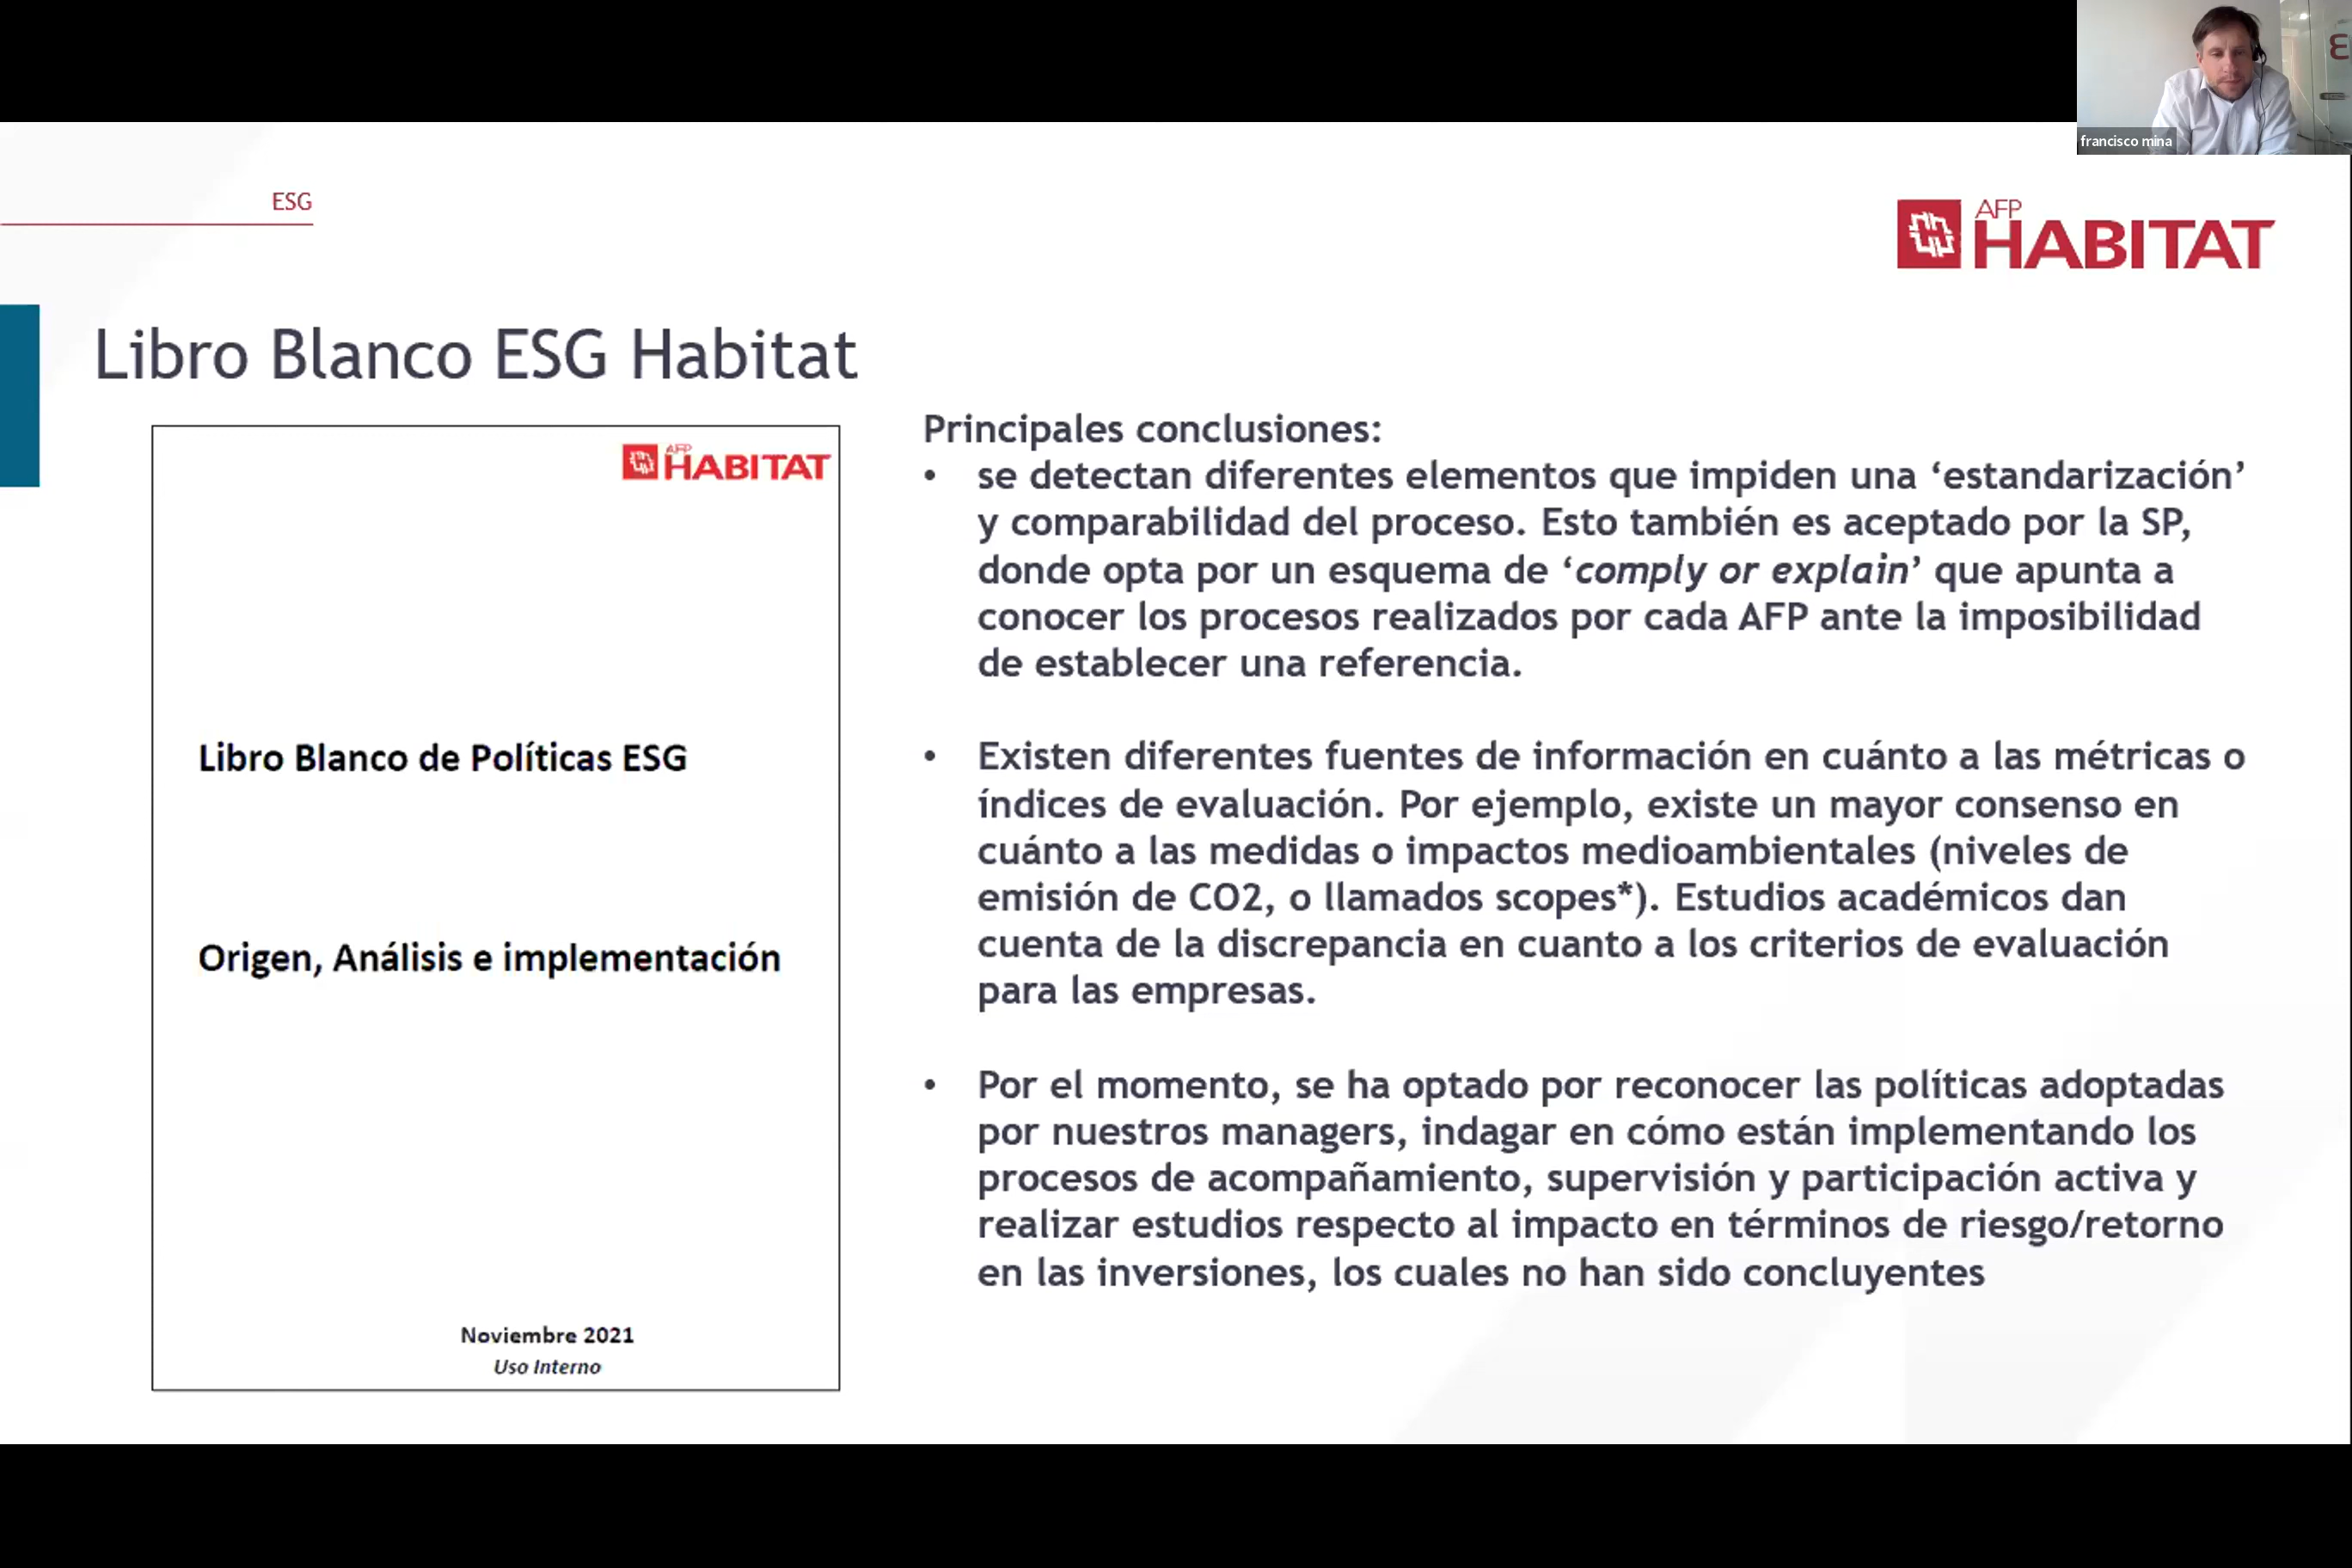 francisco mina
ESG
AFP
HABITAT
Libro Blanco ESG Habitat
AFP
HABITAT
Libro Blanco de Políticas ESG
Origen, Análisis e implementación
Noviembre 2021
Uso Interno
Principales conclusiones:
• se detectan diferentes elementos que impiden una ‘estandarización’
y comparabilidad del proceso. Esto también es aceptado por la SP,
donde opta por un esquema de ‘comply or explain’ que apunta a
conocer los procesos realizados por cada AFP ante la imposibilidad
de establecer una referencia.
• Existen diferentes fuentes de información en cuánto a las métricas o
índices de evaluación. Por ejemplo, existe un mayor consenso en
cuánto a las medidas o impactos medioambientales (niveles de
emisión de CO2, o llamados scopes*). Estudios académicos dan
cuenta de la discrepancia en cuanto a los criterios de evaluación
para las empresas.
• Por el momento, se ha optado por reconocer las políticas adoptadas
por nuestros managers, indagar en cómo están implementando los
procesos de acompañamiento, supervisión y participación activa y
realizar estudios respecto al impacto en términos de riesgo/retorno
en las inversiones, los cuales no han sido concluyentes